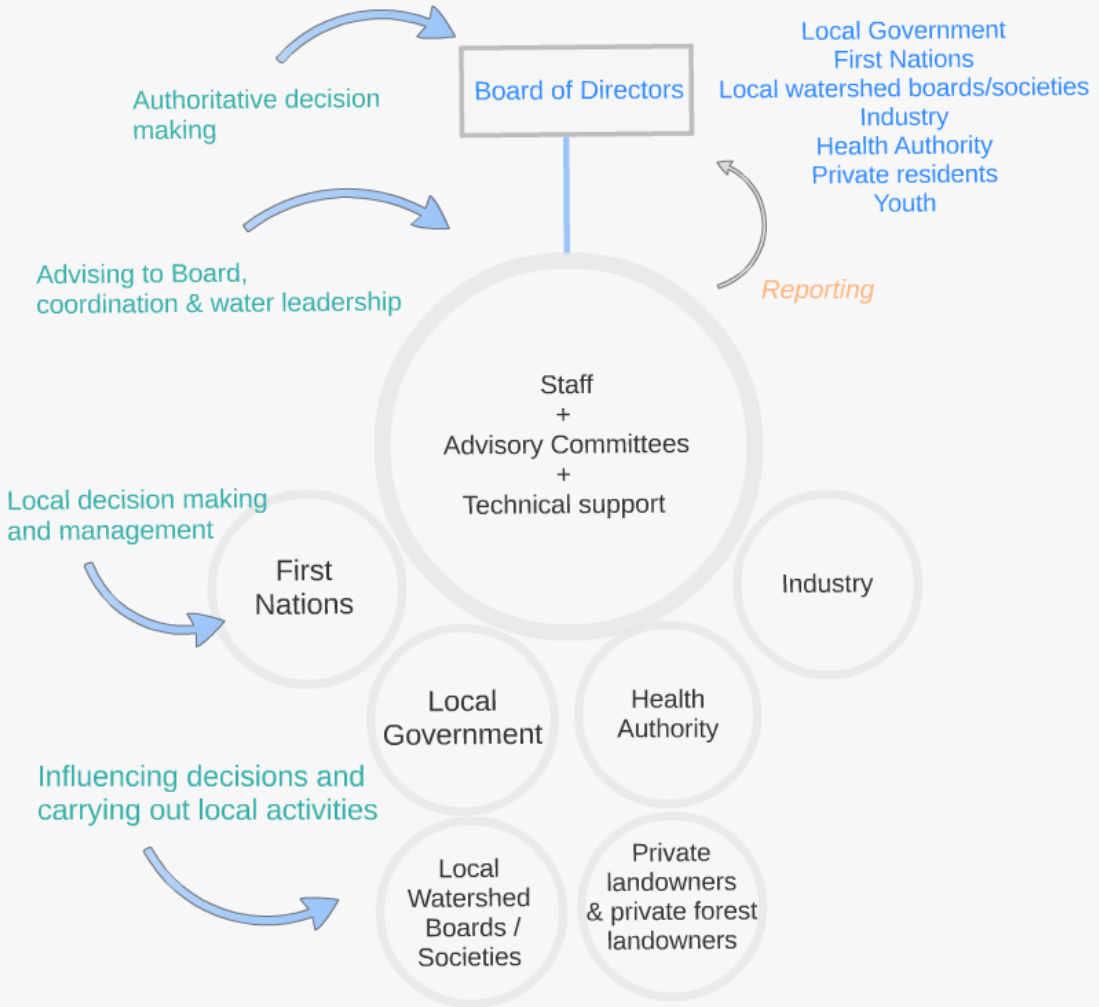 Local Government
First Nations
Local watershed boards/societies
Industry
Health Authority
Private residents
Youth
Board of Directors
Authoritative decision
making
Advising to Board,
coordination & water leadership
Reporting
Staff
+
Advisory Committees
+
Technical support
Local decision making
and management
First
Nations
Industry
Local
Government
Health
Authority
Influencing decisions and
carrying out local activities
Local
Watershed
Boards /
Societies
Private
landowners
& private forest
landowners